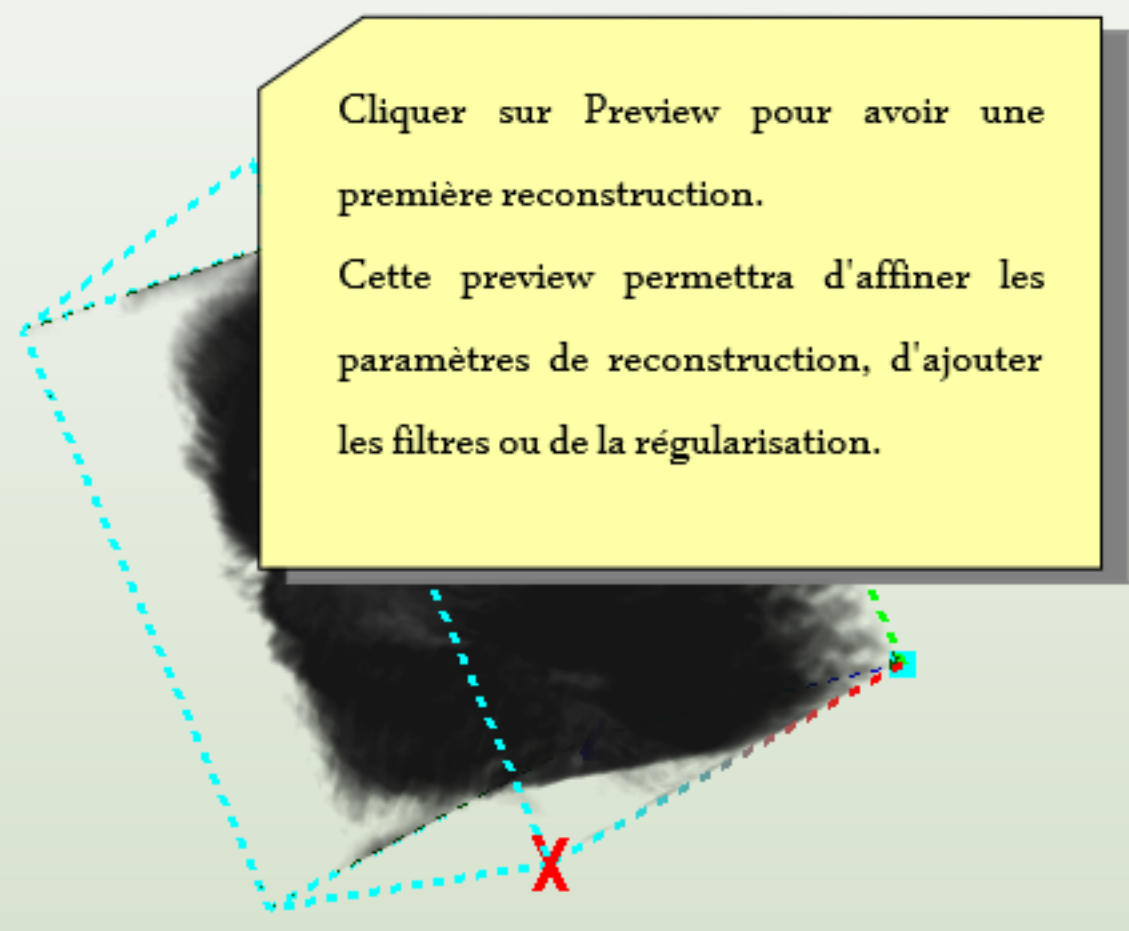 Cliquer sur Preview pour avoir une
première reconstruction.
Cette preview permettra d'affiner les
paramètres de reconstruction, d'ajouter
les filtres ou de la régularisation.
X